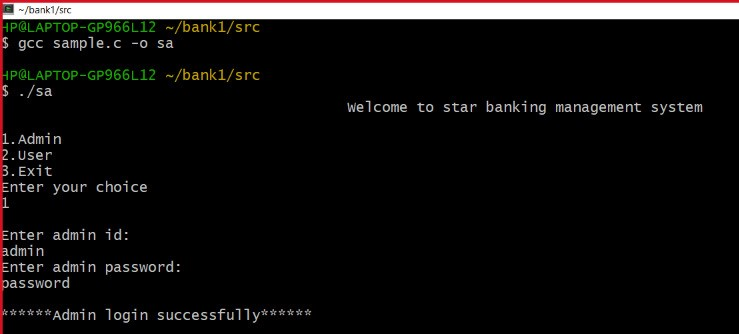 ~/bank1/src
HP@LAPTOP-GP966L12 ~/bank1/src
$ gcc sample.c -o sa
HP@LAPTOP-GP966L12 ~/bank1/src
$ ./sa
Welcome to star banking management system
1.Admin
2.User
3.Exit
Enter your choice
1
Enter admin id:
admin
Enter admin password:
password
******Admin login successfully******